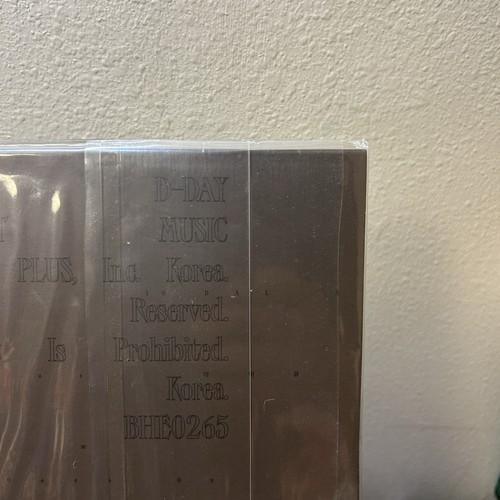 D-DAY
MUSIC
PLUS, Inc. Korea.
Reserved.
Is Prohibited.
Korea.
BHE0265